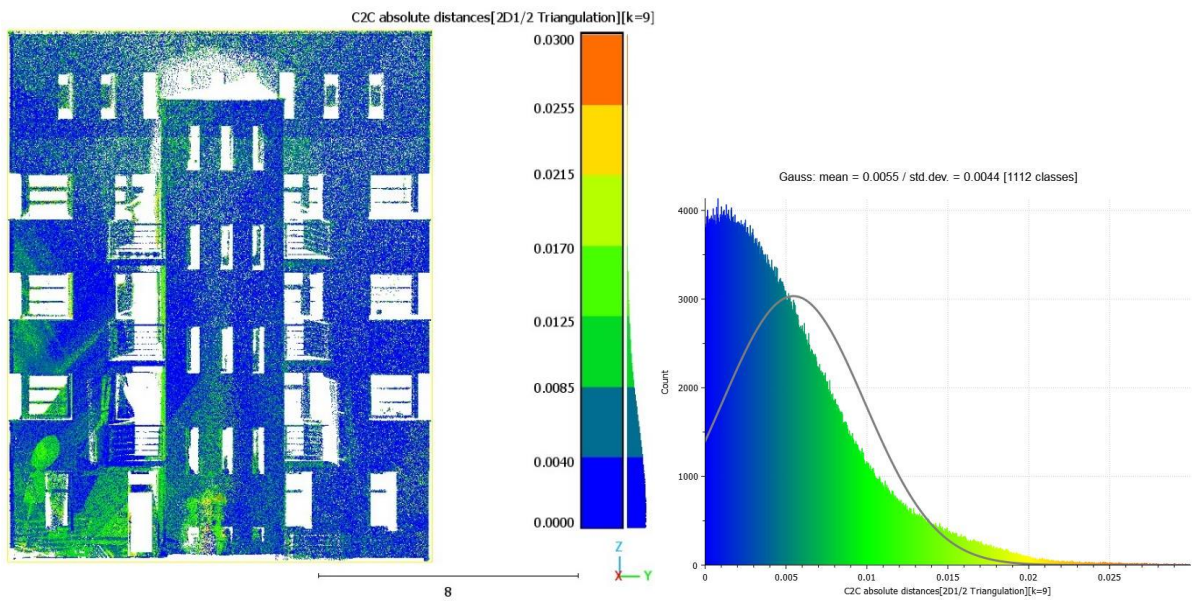 C2C absolute distances[2D1/2 Triangulation][k=9]
0.0300
0.0255
0.0215
0.0170
0.0125
0.0085
0.0040
0.0000
Z
X Y
8
Gauss: mean = 0.0055 / std.dev. = 0.0044 [1112 classes]
4000
3000
2000
1000
0
Count
0 0.005 0.01 0.015 0.02 0.025
C2C absolute distances[2D1/2 Triangulation][k=9]